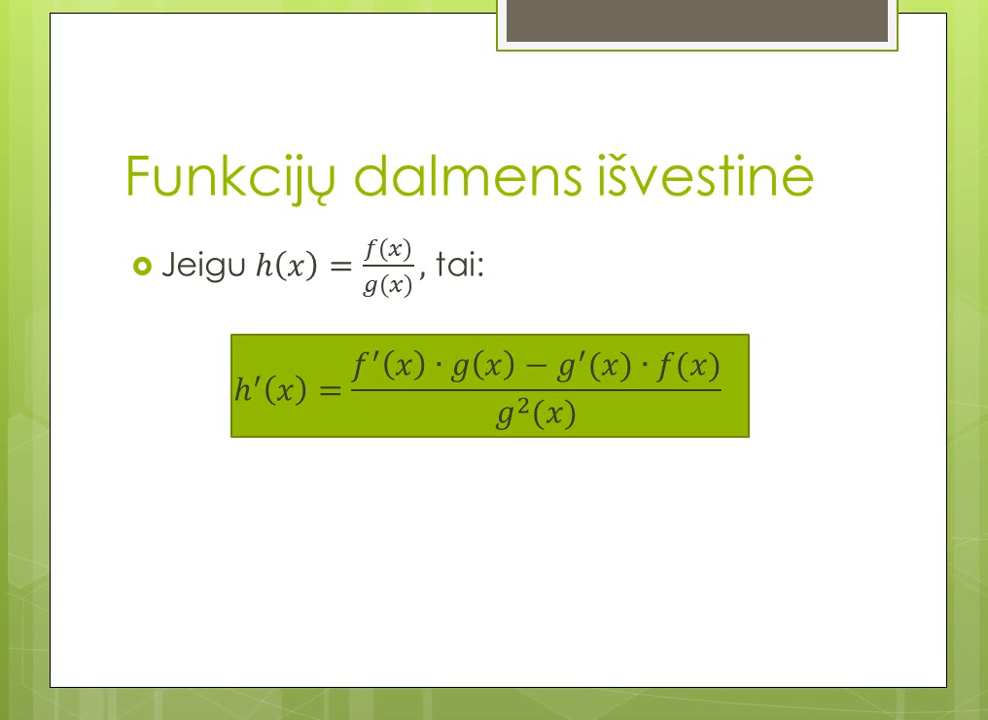 Funkcijų dalmens išvestinė
Jeigu h(x) = f(x)/g(x), tai:
h′(x) = (f′(x) · g(x) − g′(x) · f(x))/g²(x)